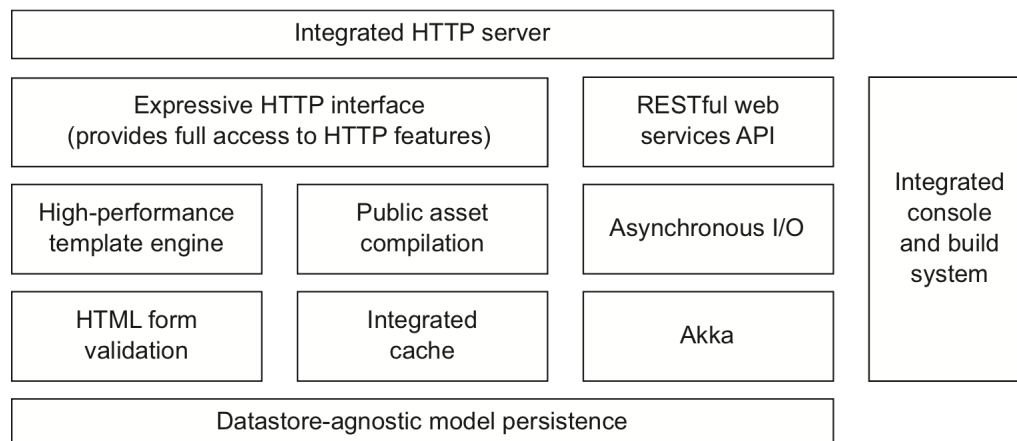 Integrated HTTP server
Expressive HTTP interface
(provides full access to HTTP features)
RESTful web
services API
Integrated
console
and build
system
High-performance
template engine
Public asset
compilation
Asynchronous I/O
HTML form
validation
Integrated
cache
Akka
Datastore-agnostic model persistence